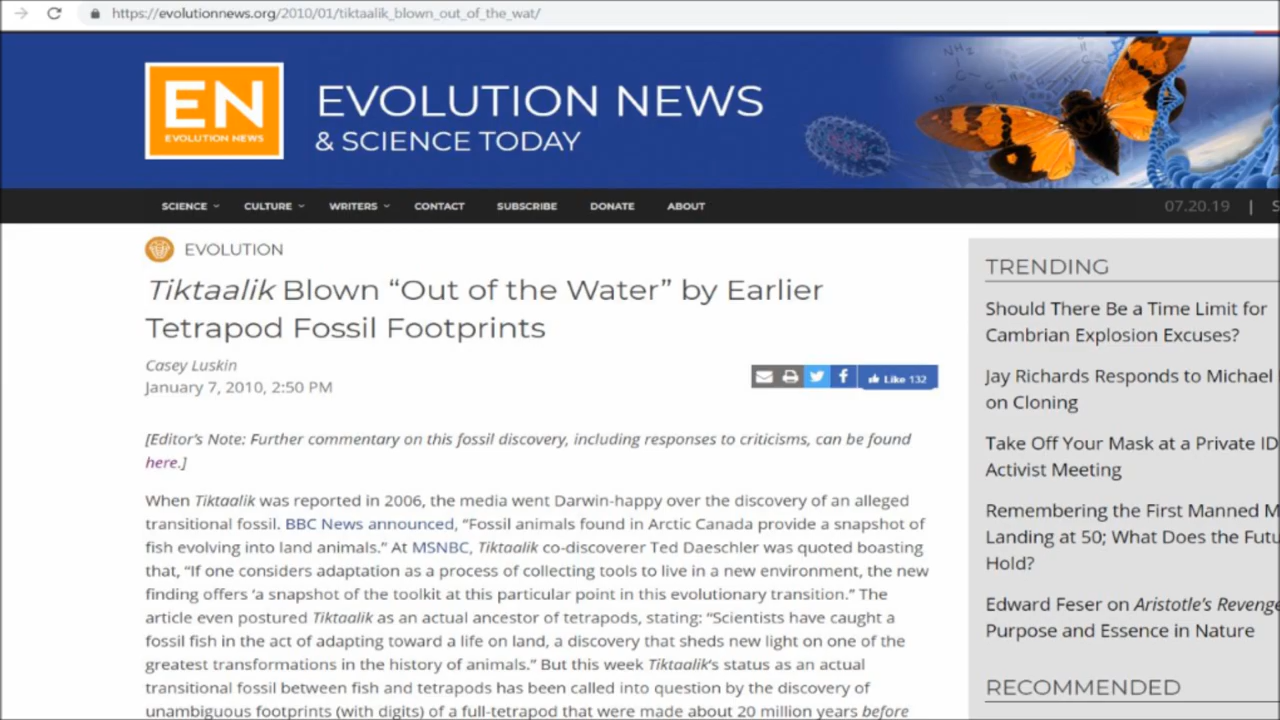 https://evolutionnews.org/2010/01/tiktaalik_blown_out_of_the_wat/
EN
EVOLUTION NEWS
EVOLUTION NEWS
& SCIENCE TODAY
SCIENCE CULTURE WRITERS CONTACT SUBSCRIBE DONATE ABOUT 07.20.19 | S
EVOLUTION
Tiktaalik Blown “Out of the Water” by Earlier
Tetrapod Fossil Footprints
Casey Luskin
January 7, 2010, 2:50 PM
Like 132
[Editor’s Note: Further commentary on this fossil discovery, including responses to criticisms, can be found
here.]
When Tiktaalik was reported in 2006, the media went Darwin-happy over the discovery of an alleged
transitional fossil. BBC News announced, “Fossil animals found in Arctic Canada provide a snapshot of
fish evolving into land animals.” At MSNBC, Tiktaalik co-discoverer Ted Daeschler was quoted boasting
that, “If one considers adaptation as a process of collecting tools to live in a new environment, the new
finding offers ‘a snapshot of the toolkit at this particular point in this evolutionary transition.” The
article even postured Tiktaalik as an actual ancestor of tetrapods, stating: “Scientists have caught a
fossil fish in the act of adapting toward a life on land, a discovery that sheds new light on one of the
greatest transformations in the history of animals.” But this week Tiktaalik’s status as an actual
transitional fossil between fish and tetrapods has been called into question by the discovery of
unambiguous footprints (with digits) of a full-tetrapod that were made about 20 million years before
TRENDING
Should There Be a Time Limit for
Cambrian Explosion Excuses?
Jay Richards Responds to Michael
on Cloning
Take Off Your Mask at a Private ID
Activist Meeting
Remembering the First Manned M
Landing at 50; What Does the Futu
Hold?
Edward Feser on Aristotle’s Revenge
Purpose and Essence in Nature
RECOMMENDED